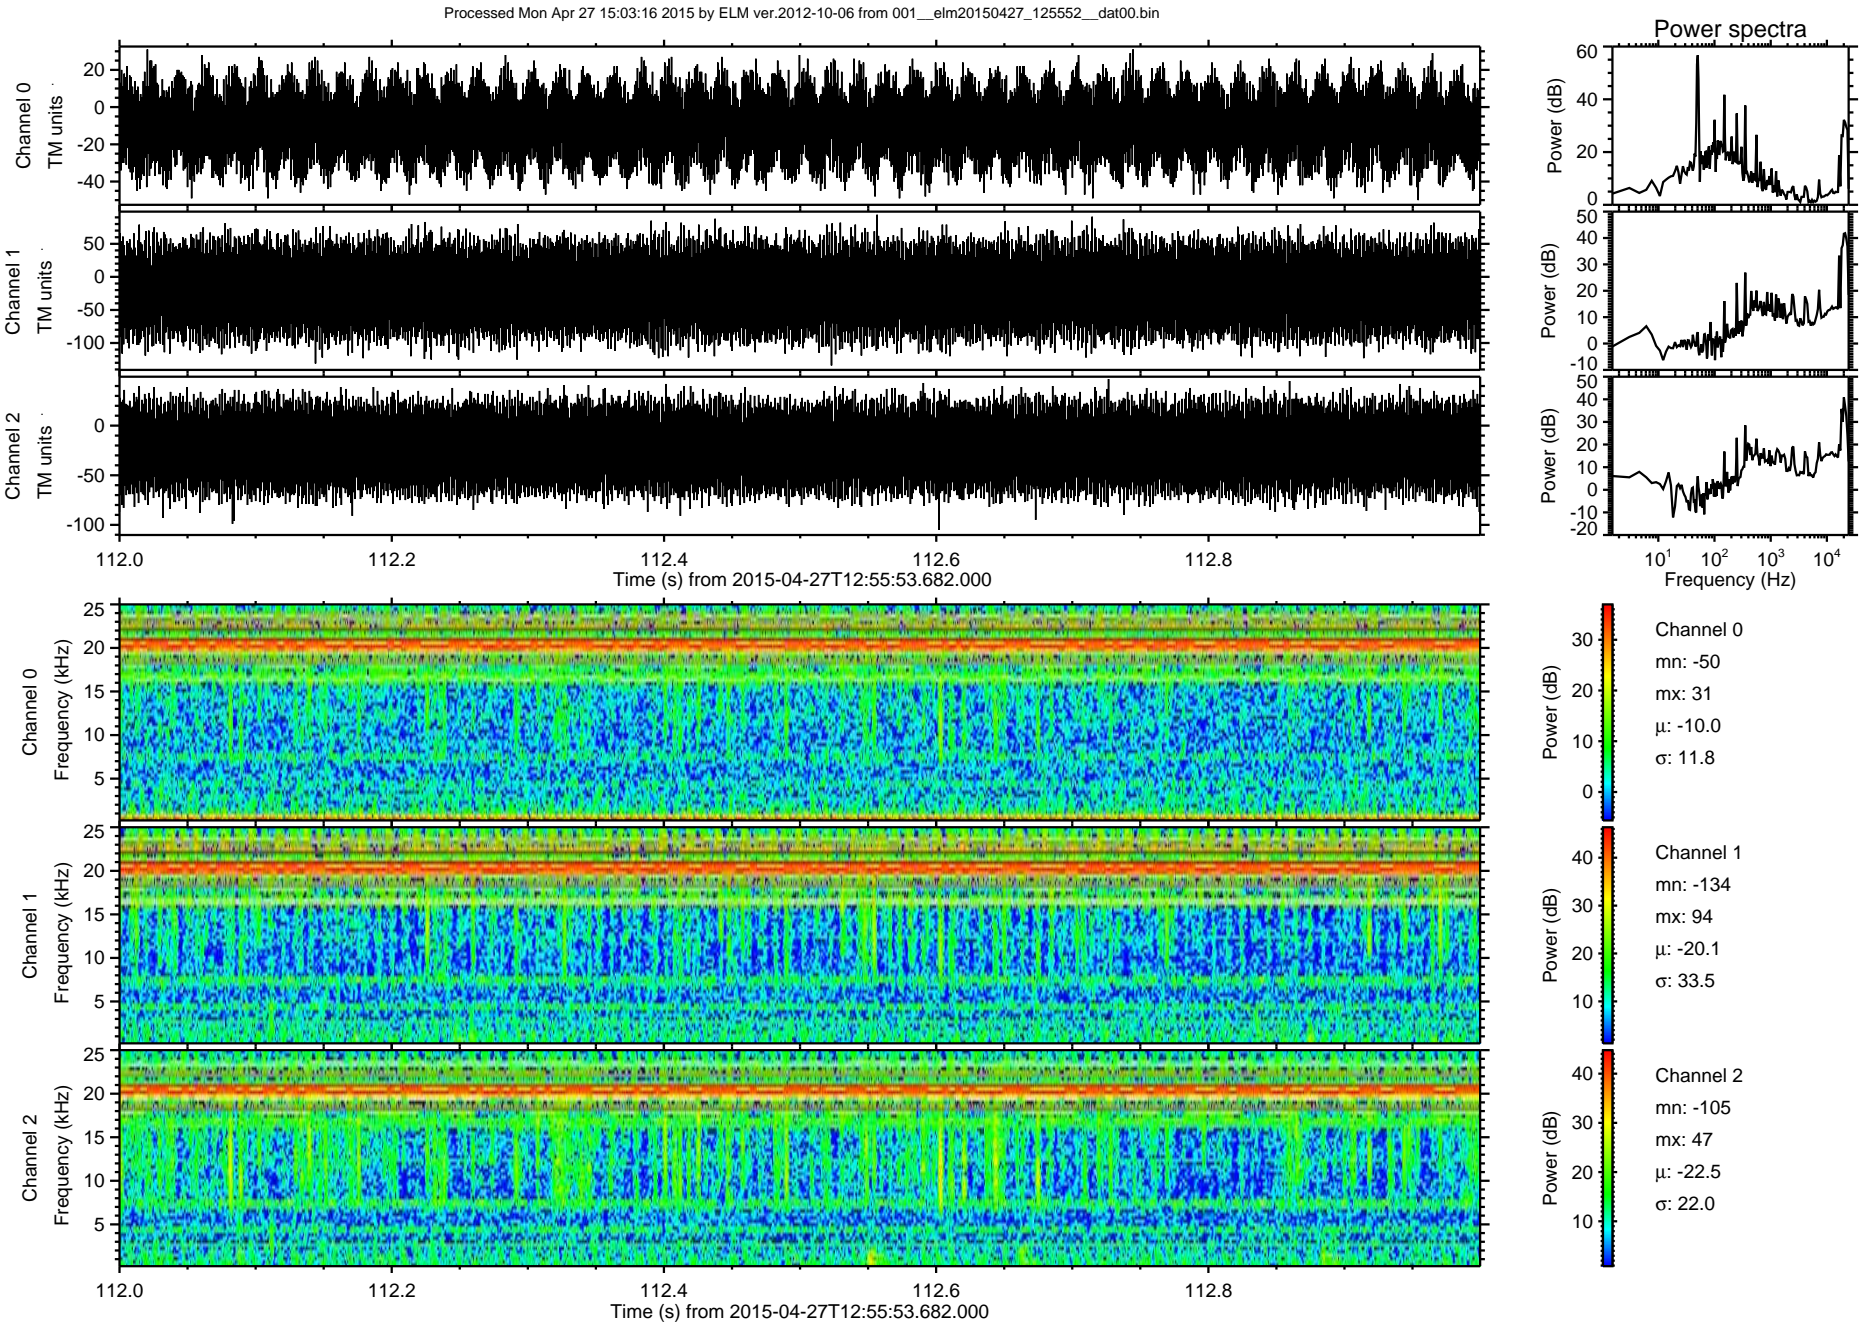 Processed Mon Apr 27 15:03:16 2015 by ELM ver.2012-10-06 from 001__elm20150427_125552__dat00.bin
Power spectra
Channel 0
TM units
20
0
-20
-40
Power (dB)
60
40
20
0
Channel 1
TM units
50
0
-50
-100
Power (dB)
50
40
30
20
10
0
-10
Channel 2
TM units
0
-50
-100
Power (dB)
50
40
30
20
10
0
-10
-20
112.0 112.2 112.4 112.6 112.8
Time (s) from 2015-04-27T12:55:53.682.000
10¹ 10² 10³ 10⁴
Frequency (Hz)
Channel 0
Frequency (kHz)
25
20
15
10
5
Power (dB)
30
20
10
0
Channel 0
mn: -50
mx: 31
μ: -10.0
σ: 11.8
Channel 1
Frequency (kHz)
25
20
15
10
5
Power (dB)
40
30
20
10
Channel 1
mn: -134
mx: 94
μ: -20.1
σ: 33.5
Channel 2
Frequency (kHz)
25
20
15
10
5
Power (dB)
40
30
20
10
Channel 2
mn: -105
mx: 47
μ: -22.5
σ: 22.0
112.0 112.2 112.4 112.6 112.8
Time (s) from 2015-04-27T12:55:53.682.000